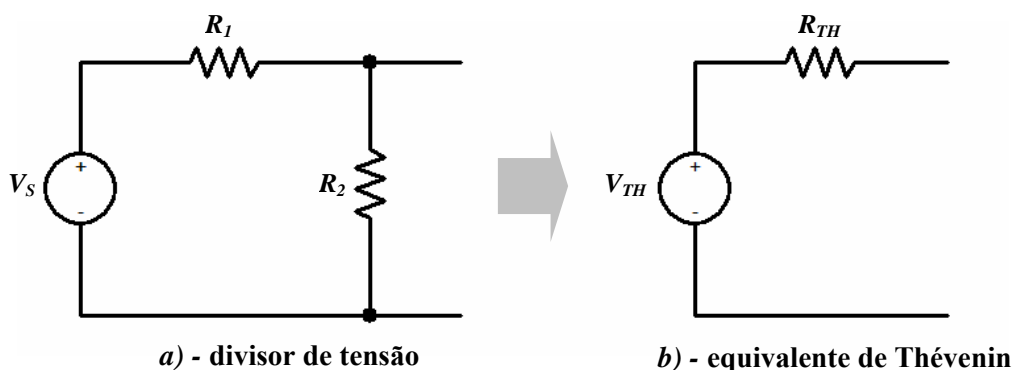 R1
RTH
+
VS
-
R2
+
VTH
-
a) - divisor de tensão
b) - equivalente de Thévenin